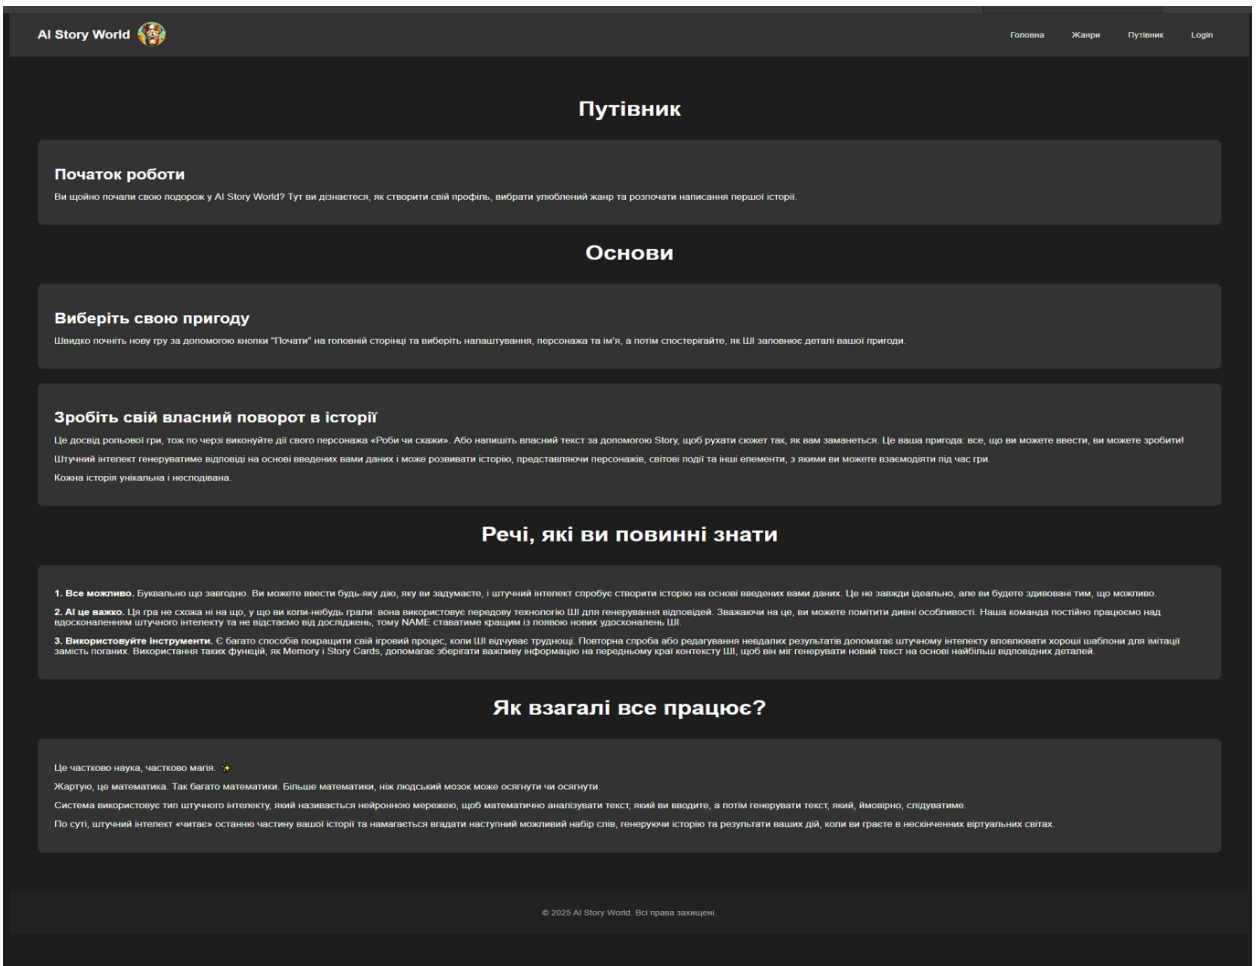 AI Story World
Головна Жанри Путівник Login
Путівник
Початок роботи
Ви щойно почали свою подорож у AI Story World? Тут ви дізнаєтеся, як створити свій профіль, вибрати улюблений жанр та розпочати написання першої історії.
Основи
Виберіть свою пригоду
Швидко почніть нову гру за допомогою кнопки "Почати" на головній сторінці та виберіть налаштування, персонажа та ім'я, а потім спостерігайте, як ШІ заповнює деталі вашої пригоди.
Зробіть свій власний поворот в історії
Це досвід рольової гри, тож по черзі виконуйте дії свого персонажа «Роби чи скажи». Або напишіть власний текст за допомогою Story, щоб рухати сюжет так, як вам заманеться. Це ваша пригода: все, що ви можете ввести, ви можете зробити!
Штучний інтелект генеруватиме відповіді на основі введених вами даних і може розвивати історію, представляючи персонажів, світові події та інші елементи, з якими ви можете взаємодіяти під час гри.
Кожна історія унікальна і несподівана.
Речі, які ви повинні знати
1. Все можливо. Буквально що завгодно. Ви можете ввести будь-яку дію, яку ви задумаєте, і штучний інтелект спробує створити історію на основі введених вами даних. Це не завжди ідеально, але ви будете здивовані тим, що можливо.
2. AI це важко. Ця гра не схожа ні на що, у що ви коли-небудь грали: вона використовує передову технологію ШІ для генерування відповідей. Зважаючи на це, ви можете помітити дивні особливості. Наша команда постійно працюємо над
вдосконаленням штучного інтелекту та не відстаємо від досліджень, тому NAME ставатиме кращим із появою нових удосконалень ШІ.
3. Використовуйте інструменти. Є багато способів покращити свій ігровий процес, коли ШІ відчуває труднощі. Повторна спроба або редагування невдалих результатів допомагає штучному інтелекту вловлювати хороші шаблони для імітації
замість поганих. Використання таких функцій, як Memory і Story Cards, допомагає зберігати важливу інформацію на передньому краї контексту ШІ, щоб він міг генерувати новий текст на основі найбільш відповідних деталей.
Як взагалі все працює?
Це частково наука, частково магія. ✨
Жартую, це математика. Так багато математики. Більше математики, ніж людський мозок може осягнути чи осягнути.
Система використовує тип штучного інтелекту, який називається нейронною мережею, щоб математично аналізувати текст, який ви вводите, а потім генерувати текст, який, ймовірно, слідуватиме.
По суті, штучний інтелект «читає» останню частину вашої історії та намагається вгадати наступний можливий набір слів, генеруючи історію та результати ваших дій, коли ви граєте в нескінченних віртуальних світах.
© 2025 AI Story World. Всі права захищені.